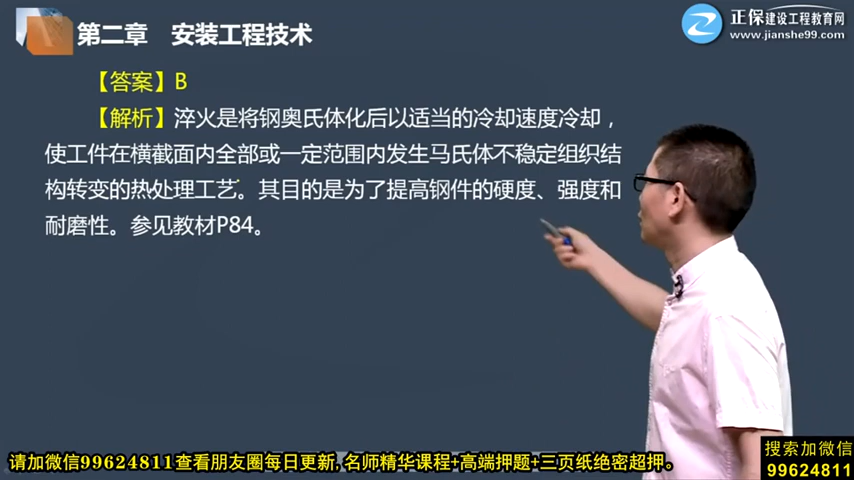 第二章 安装工程技术
正保建设工程教育网
www.jianshe99.com
【答案】B
【解析】淬火是将钢奥氏体化后以适当的冷却速度冷却，
使工件在横截面内全部或一定范围内发生马氏体不稳定组织结
构转变的热处理工艺。其目的是为了提高钢件的硬度、强度和
耐磨性。参见教材P84。
请加微信99624811查看朋友圈每日更新,名师精华课程+高端押题+三页纸绝密超押。
搜索加微信
99624811